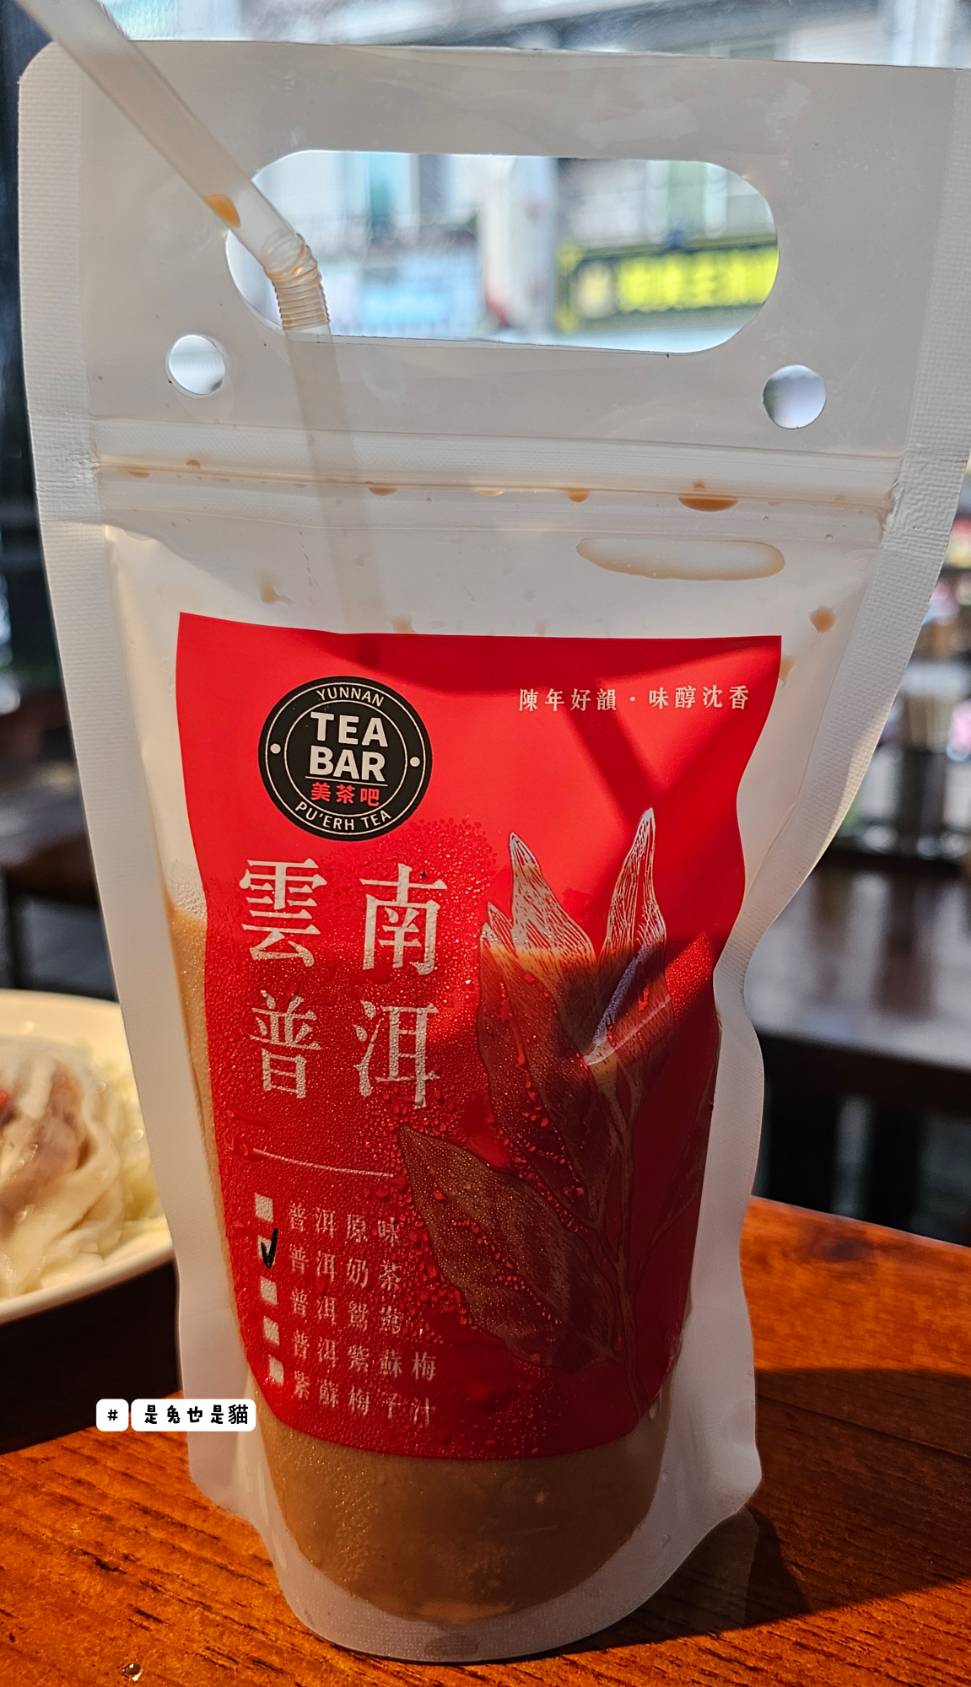 YUNNAN
TEA
BAR
美茶吧
PU'ERH TEA
陳年好韻·味醇沈香
雲南
普洱
普洱原味
普洱奶茶
普洱鴛鴦
普洱紫蘇梅
紫蘇梅子汁
# 是兔也是貓